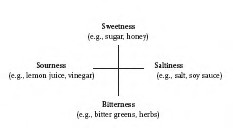 Sweetness
(e.g., sugar, honey)
Sourness
(e.g., lemon juice, vinegar)
Saltiness
(e.g., salt, soy sauce)
Bitterness
(e.g., bitter greens, herbs)